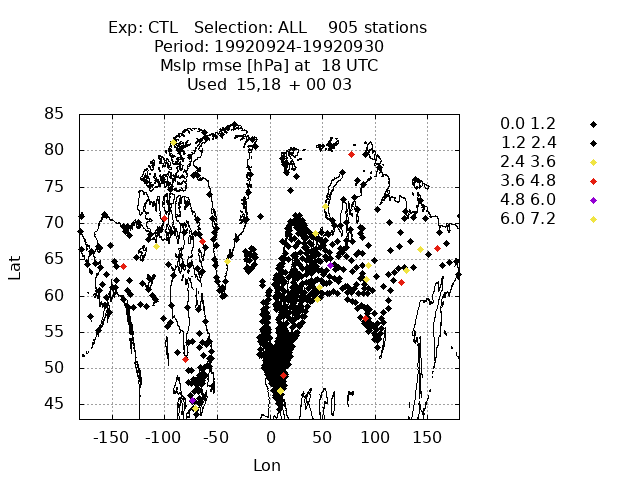 Exp: CTL Selection: ALL 905 stations
Period: 19920924-19920930
Mslp rmse [hPa] at 18 UTC
Used 15,18 + 00 03
85
80
75
70
65
60
55
50
45
Lat
-150 -100 -50 0 50 100 150
Lon
0.0 1.2
1.2 2.4
2.4 3.6
3.6 4.8
4.8 6.0
6.0 7.2